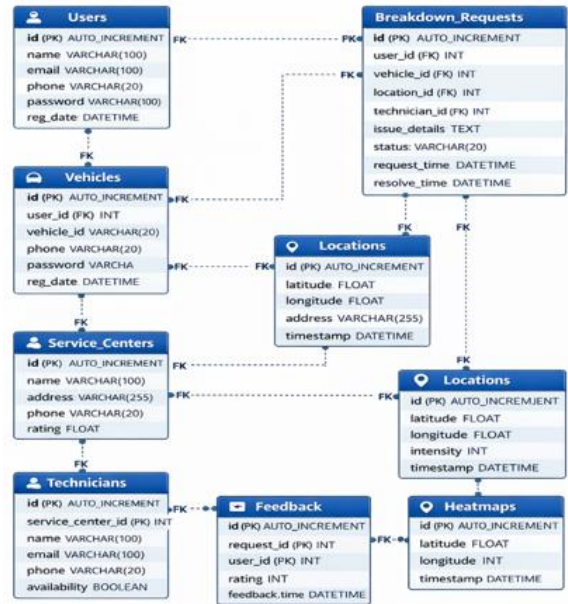 Users
id (PK) AUTO_INCREMENT
name VARCHAR(100)
email VARCHAR(100)
phone VARCHAR(20)
password VARCHAR(100)
reg_date DATETIME
FK
FK
FK
FK
Breakdown_Requests
id (PK) AUTO_INCREMENT
user_id (FK) INT
vehicle_id (FK) INT
location_id (FK) INT
technician_id (FK) INT
issue_details TEXT
status: VARCHAR(20)
request_time DATETIME
resolve_time DATETIME
FK
FK
Vehicles
id (PK) AUTO_INCREMENT
user_id (FK) INT
vehicle_id VARCHAR(20)
phone VARCHAR(20)
password VARCHA
reg_date DATETIME
FK
FK
FK
FK
Locations
id (PK) AUTO_INCREMENT
latitude FLOAT
longitude FLOAT
address VARCHAR(255)
timestamp DATETIME
Service_Centers
id (PK) AUTO_INCREMENT
name VARCHAR(100)
address VARCHAR(255)
phone VARCHAR(20)
rating FLOAT
FK
FK
FK
FK
FK
Locations
id (PK) AUTO_INCREMJENT
latitude FLOAT
longitude FLOAT
intensity INT
timestamp DATETIME
Technicians
id (PK) AUTO_INCREMENT
service_center_id (PK) INT
name VARCHAR(100)
email VARCHAR(100)
phone VARCHAR(20)
availability BOOLEAN
FK
Feedback
id (PK) AUTO_INCREMENT
request_id (PK) INT
user_id (PK) INT
rating INT
feedback.time DATETIME
FK
Heatmaps
id (PK) AUTO_INCREMENT
latitude FLOAT
longitude INT
timestamp DATETIME